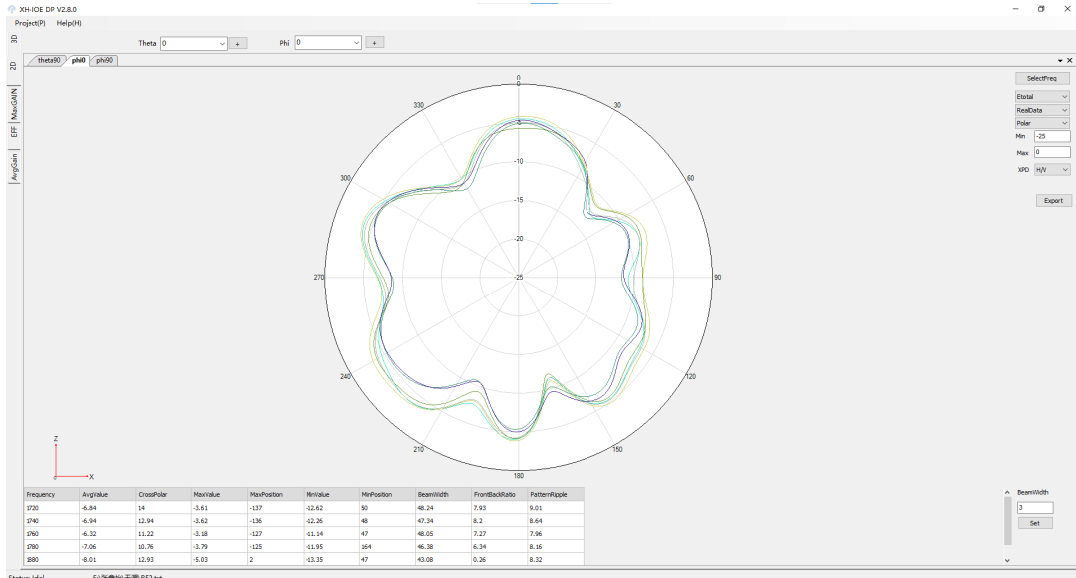 XH-IOE DP V2.8.0
Project(P) Help(H)
Theta 0 + Phi 0 +
3D
2D
MaxGAIN
EFF
AvgGain
theta90 phi0 phi90
SelectFreq
Etotal
RealData
Polar
Min -25
Max 0
XPD H/V
Export
0
0
330 30
-5
-10
300 60
-15
-20
270 -25 90
240 120
210 150
180
Z
X
Frequency AvgValue CrossPolar MaxValue MaxPosition MinValue MinPosition BeamWidth FrontBackRatio PatternRipple
1720 -6.84 14 -3.61 -137 -12.62 50 48.24 7.93 9.01
1740 -6.94 12.94 -3.62 -136 -12.26 48 47.34 8.2 8.64
1760 -6.32 11.22 -3.18 -127 -11.14 47 48.05 7.27 7.96
1780 -7.06 10.76 -3.79 -125 -11.95 164 46.38 6.34 8.16
1880 -8.01 12.93 -5.03 2 -13.35 47 43.08 0.26 8.32
BeamWidth
3
Set